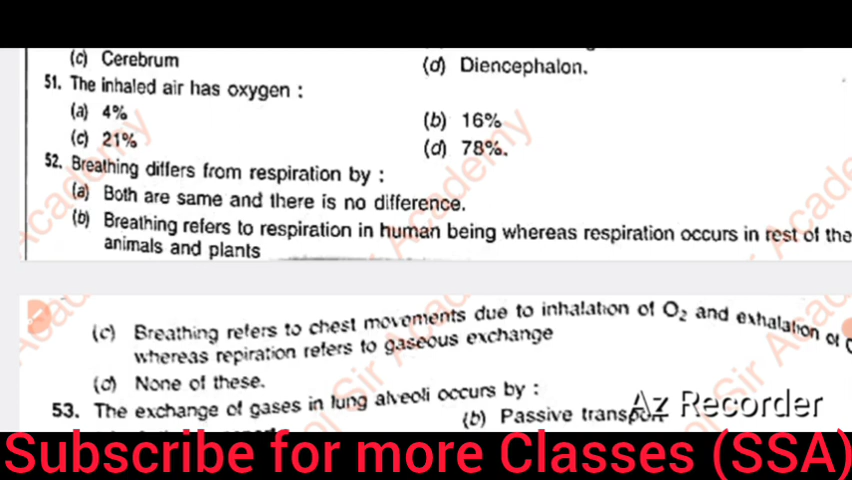 (c) Cerebrum
(d) Diencephalon.
51. The inhaled air has oxygen :
(a) 4%
(b) 16%
(c) 21%
(d) 78%.
52. Breathing differs from respiration by :
(a) Both are same and there is no difference.
(b) Breathing refers to respiration in human being whereas respiration occurs in rest of the
animals and plants
(c) Breathing refers to chest movements due to inhalation of O₂ and exhalation of
whereas repiration refers to gaseous exchange
(d) None of these.
53. The exchange of gases in lung alveoli occurs by :
(b) Passive transport
Az Recorder
Subscribe for more Classes (SSA)
Sir Academy